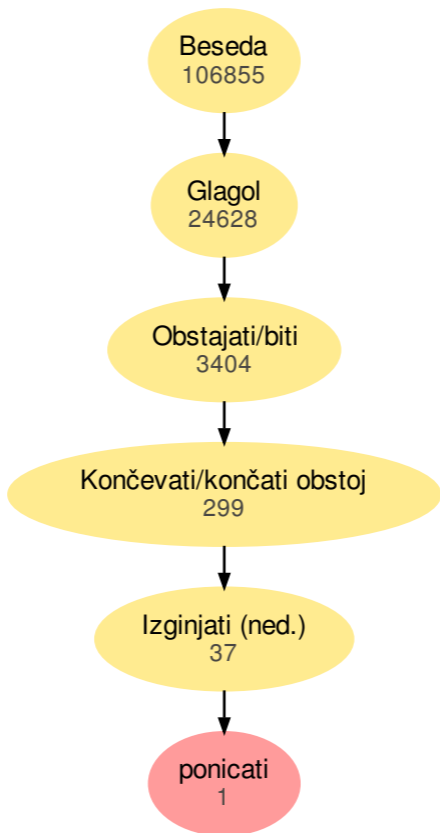 Beseda
106855
Glagol
24628
Obstajati/biti
3404
Končevati/končati obstoj
299
Izginjati (ned.)
37
ponicati
1